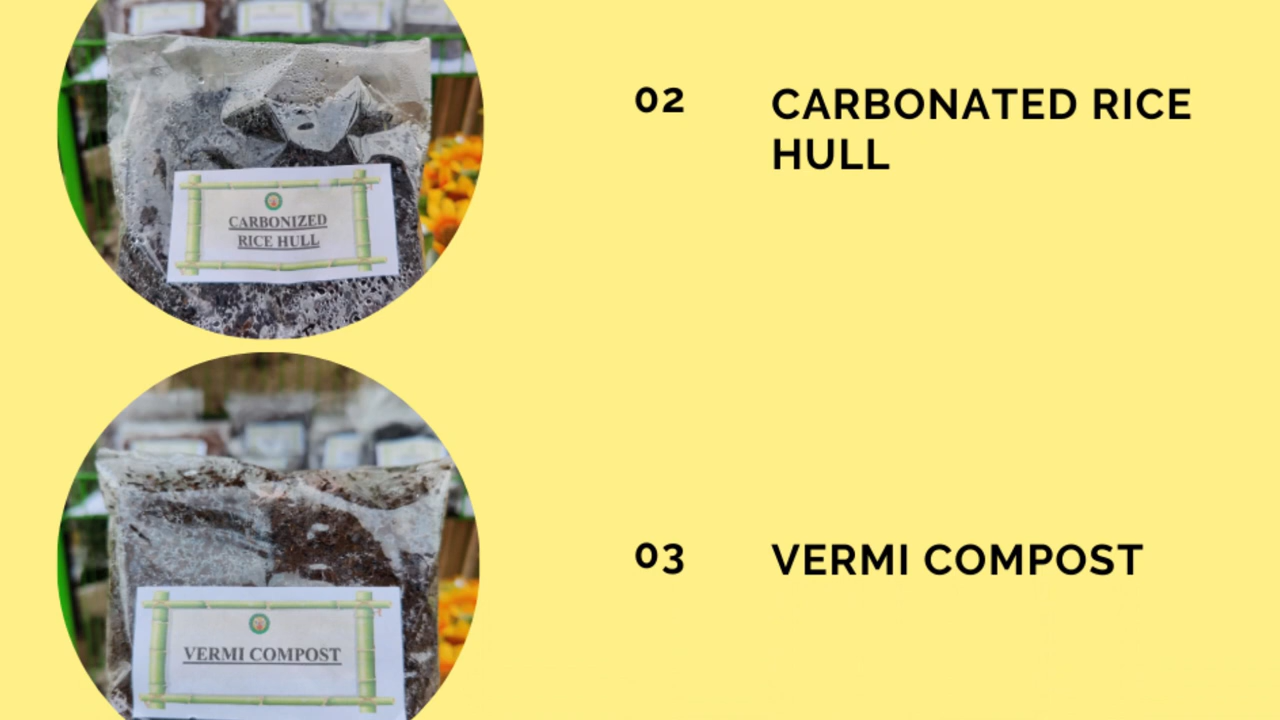 CARBONIZED
RICE HULL
02
CARBONATED RICE
HULL
VERMI COMPOST
03
VERMI COMPOST